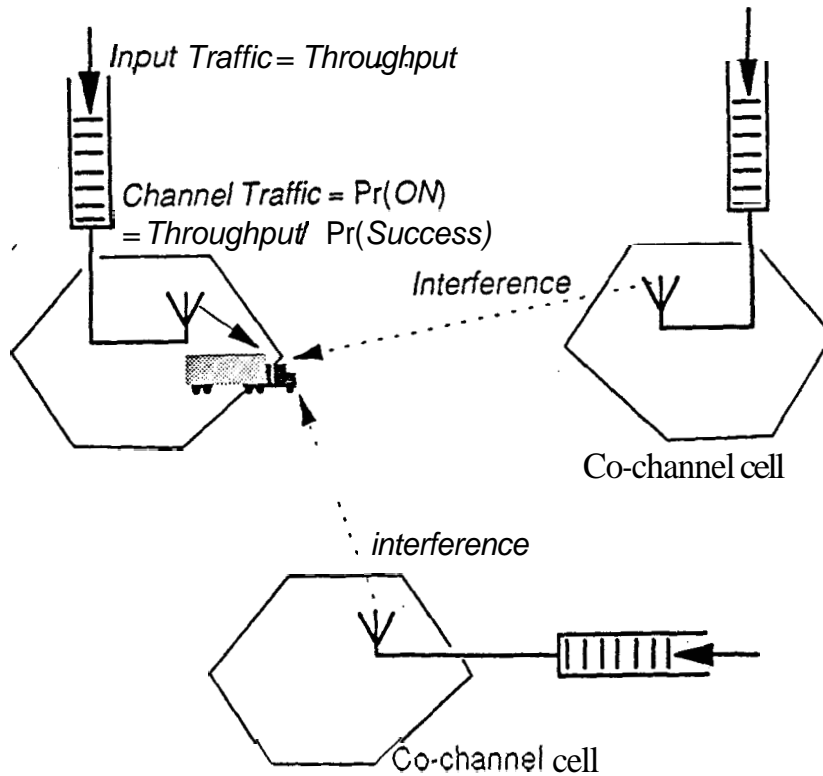 Input Traffic = Throughput
Channel Traffic = Pr(ON)
= Throughput/ Pr(Success)
Interference
Co-channel cell
interference
Co-channel cell